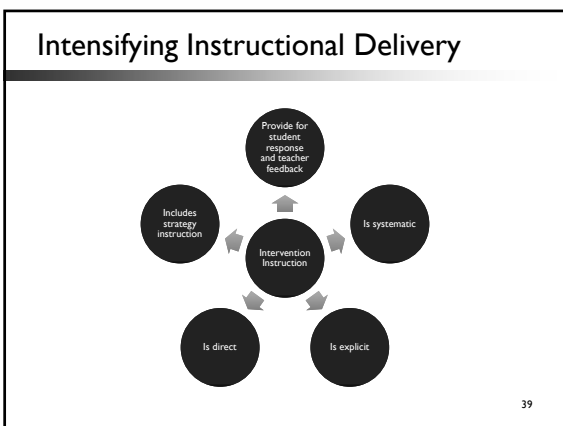 Intensifying Instructional Delivery
Provide for
student
response
and teacher
feedback
Includes
strategy
instruction
Is systematic
Intervention
Instruction
Is direct
Is explicit
39